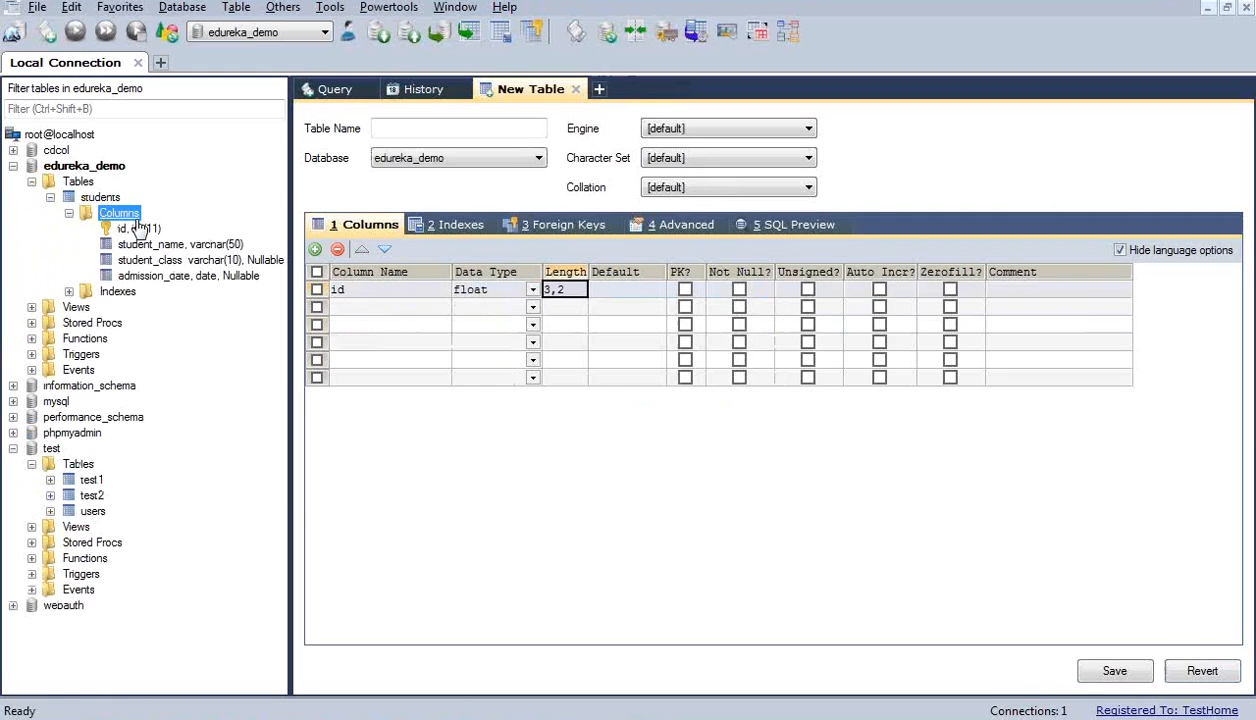 File Edit Favorites Database Table Others Tools Powertools Window Help
edureka_demo
Local Connection
Filter tables in edureka_demo
Filter (Ctrl+Shift+B)
root@localhost
cdcol
edureka_demo
Tables
students
Columns
student_name, varchar(50)
student_class varchar(10), Nullable
admission_date, date, Nullable
Indexes
Views
Stored Procs
Functions
Triggers
Events
information_schema
mysql
performance_schema
phpmyadmin
test
Tables
test1
test2
users
Views
Stored Procs
Functions
Triggers
Events
webauth
Query History New Table
Table Name Engine [default]
Database edureka_demo Character Set [default]
Collation [default]
1 Columns 2 Indexes 3 Foreign Keys 4 Advanced 5 SQL Preview
Hide language options
Column Name Data Type Length Default PK? Not Null? Unsigned? Auto Incr? Zerofill? Comment
id float 3,2
Save Revert
Ready Connections: 1 Registered To: TestHome